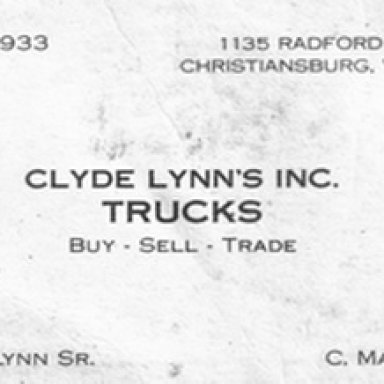 933 1135 RADFORD
CHRISTIANSBURG,
CLYDE LYNN'S INC.
TRUCKS
BUY - SELL - TRADE
LYNN SR. C. MA